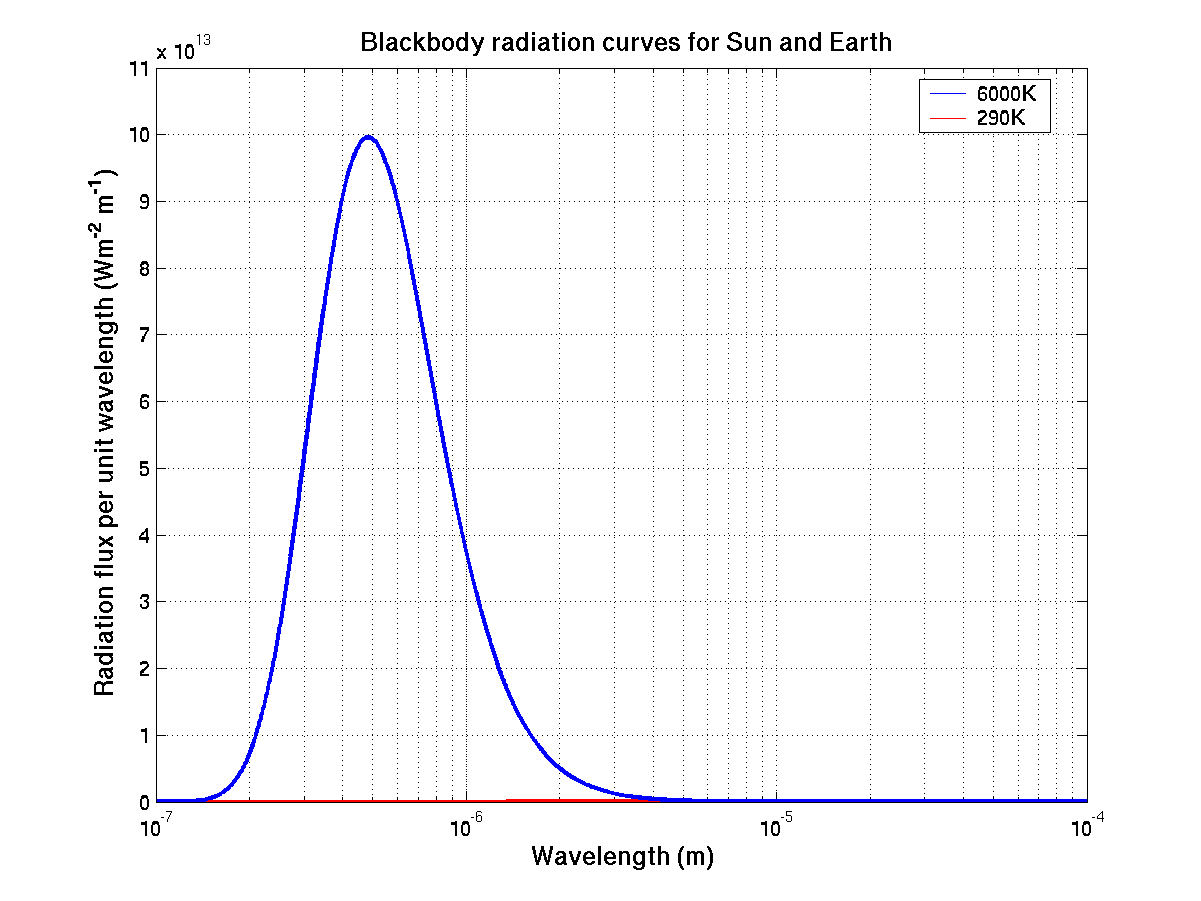 Blackbody radiation curves for Sun and Earth
x 10^13
11
10
9
8
7
6
5
4
3
2
1
0
Radiation flux per unit wavelength (Wm^-2 m^-1)
6000K
290K
10^-7
10^-6
10^-5
10^-4
Wavelength (m)